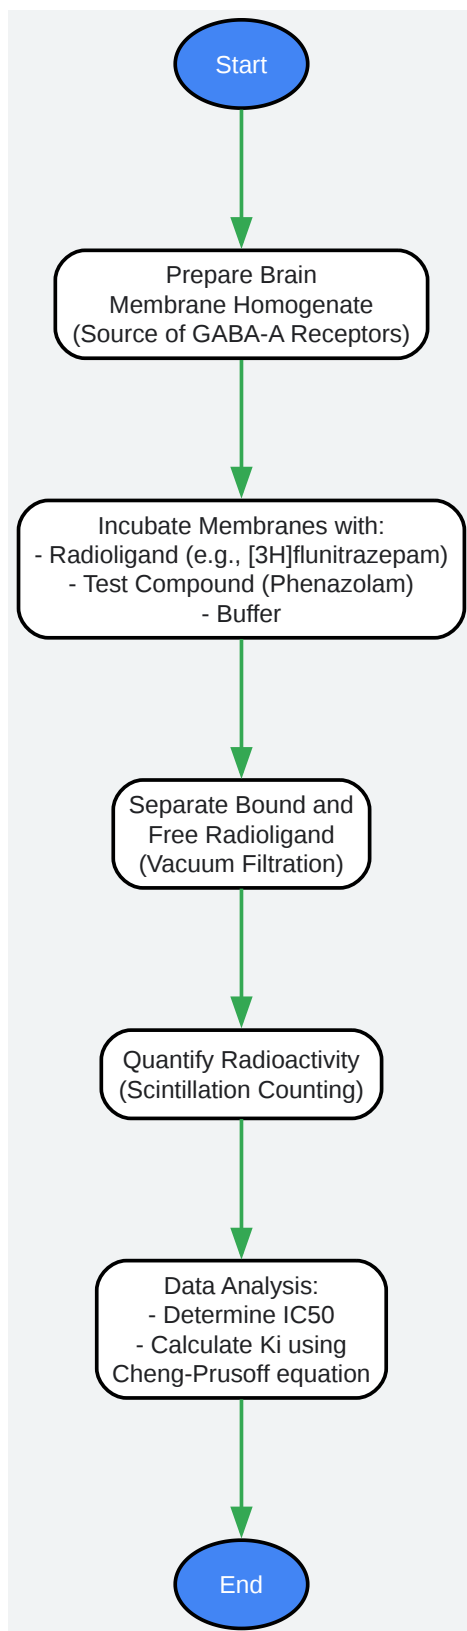 Start
Prepare Brain
Membrane Homogenate
(Source of GABA-A Receptors)
Incubate Membranes with:
- Radioligand (e.g., [3H]flunitrazepam)
- Test Compound (Phenazolam)
- Buffer
Separate Bound and
Free Radioligand
(Vacuum Filtration)
Quantify Radioactivity
(Scintillation Counting)
Data Analysis:
- Determine IC50
- Calculate Ki using
Cheng-Prusoff equation
End